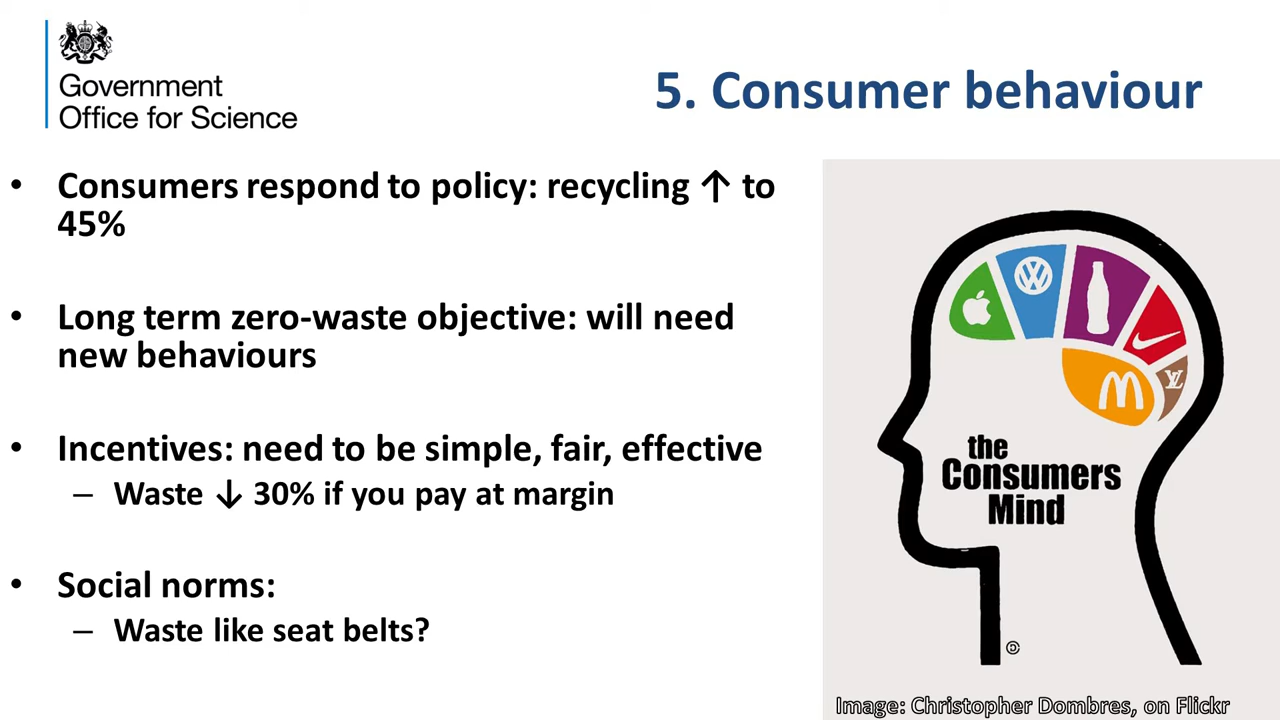 Government
Office for Science
5. Consumer behaviour
• Consumers respond to policy: recycling ↑ to
45%
• Long term zero-waste objective: will need
new behaviours
• Incentives: need to be simple, fair, effective
– Waste ↓ 30% if you pay at margin
• Social norms:
– Waste like seat belts?
the
Consumers
Mind
Image: Christopher Dombres, on Flickr